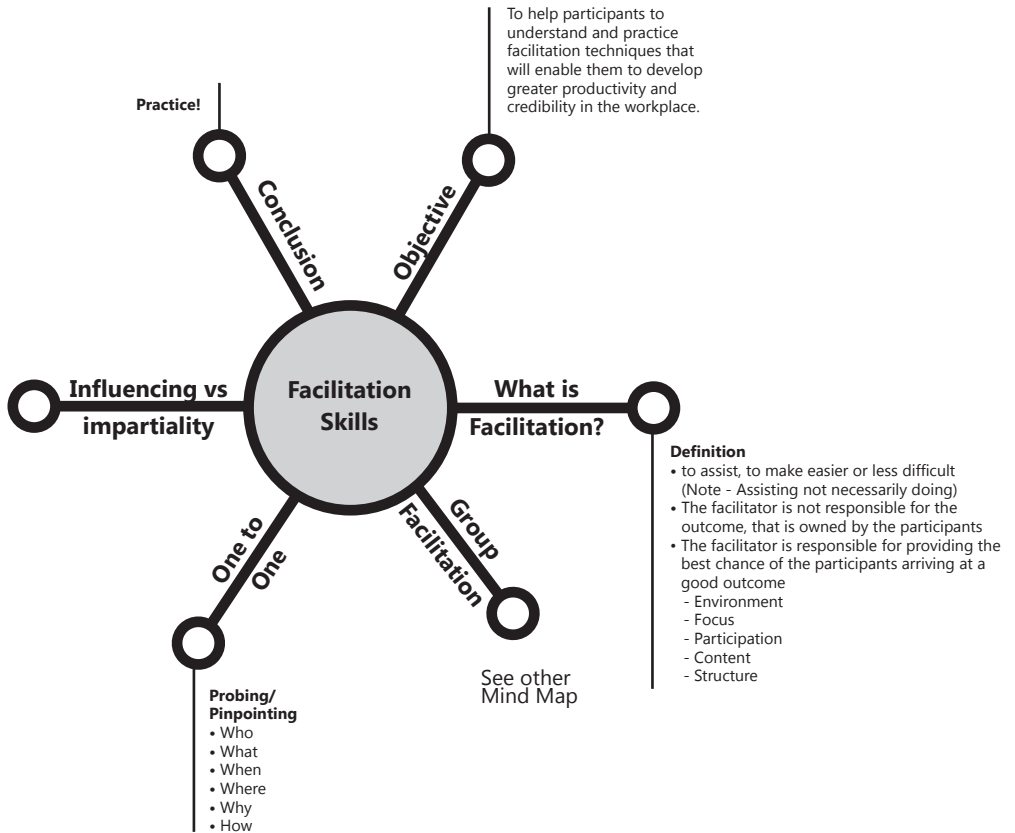 Facilitation
Skills
Objective
To help participants to
understand and practice
facilitation techniques that
will enable them to develop
greater productivity and
credibility in the workplace.
What is
Facilitation?
Definition
• to assist, to make easier or less difficult
(Note - Assisting not necessarily doing)
• The facilitator is not responsible for the
outcome, that is owned by the participants
• The facilitator is responsible for providing the
best chance of the participants arriving at a
good outcome
- Environment
- Focus
- Participation
- Content
- Structure
Group
Facilitation
See other
Mind Map
One to
One
Probing/
Pinpointing
• Who
• What
• When
• Where
• Why
• How
Influencing vs
impartiality
Conclusion
Practice!